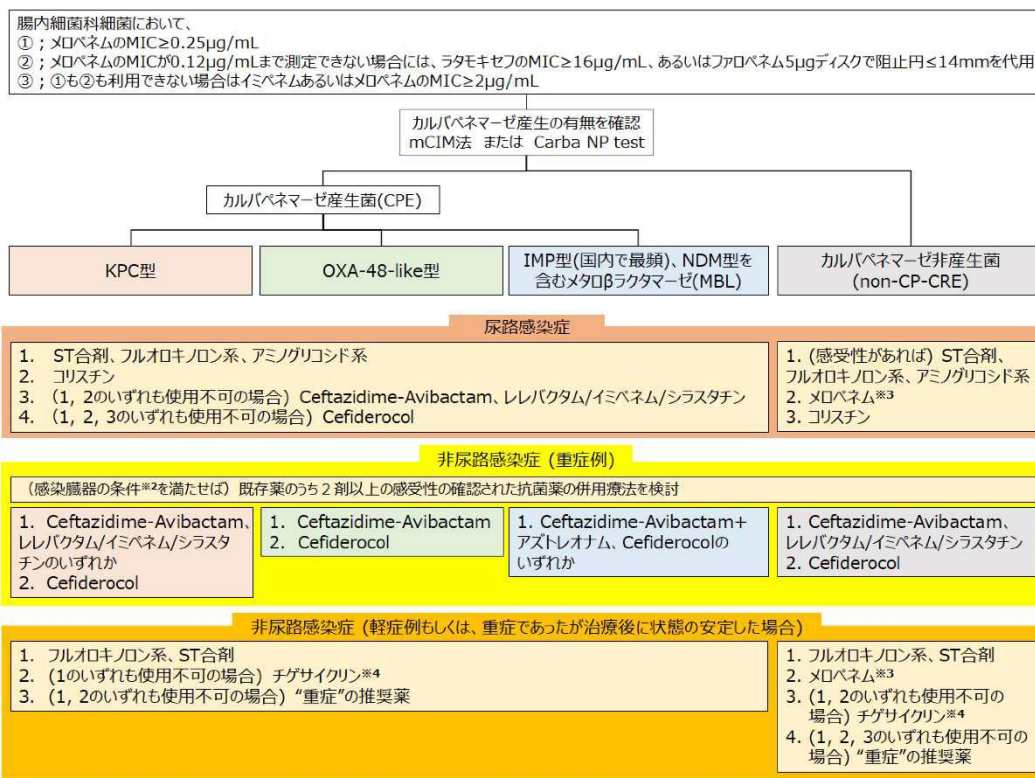 腸内細菌科細菌において、
①；メロペネムのMIC≥0.25μg/mL
②；メロペネムのMICが0.12μg/mLまで測定できない場合には、ラタモキセフのMIC≥16μg/mL、あるいはファロペネム5μgディスクで阻止円≤14mmを代用
③；①も②も利用できない場合はイミペネムあるいはメロペネムのMIC≥2μg/mL
カルバペネマーゼ産生の有無を確認
mCIM法 または Carba NP test
カルバペネマーゼ産生菌(CPE)
KPC型
OXA-48-like型
IMP型(国内で最頻)、NDM型を
含むメタロβラクタマーゼ(MBL)
カルバペネマーゼ非産生菌
(non-CP-CRE)
尿路感染症
1. ST合剤、フルオロキノロン系、アミノグリコシド系
2. コリスチン
3. (1, 2のいずれも使用不可の場合) Ceftazidime-Avibactam、レレバクタム/イミペネム/シラスタチン
4. (1, 2, 3のいずれも使用不可の場合) Cefiderocol
1. (感受性があれば) ST合剤、
フルオロキノロン系、アミノグリコシド系
2. メロペネム※3
3. コリスチン
非尿路感染症 (重症例)
（感染臓器の条件※2を満たせば）既存薬のうち２剤以上の感受性の確認された抗菌薬の併用療法を検討
1. Ceftazidime-Avibactam、
レレバクタム/イミペネム/シラスタ
チンのいずれか
2. Cefiderocol
1. Ceftazidime-Avibactam
2. Cefiderocol
1. Ceftazidime-Avibactam+
アズトレオナム、Cefiderocolの
いずれか
1. Ceftazidime-Avibactam、
レレバクタム/イミペネム/シラスタチン
2. Cefiderocol
非尿路感染症 (軽症例もしくは、重症であったが治療後に状態の安定した場合)
1. フルオロキノロン系、ST合剤
2. (1のいずれも使用不可の場合) チゲサイクリン※4
3. (1, 2のいずれも使用不可の場合) “重症”の推奨薬
1. フルオロキノロン系、ST合剤
2. メロペネム※3
3. (1, 2のいずれも使用不可の
場合) チゲサイクリン※4
4. (1, 2, 3のいずれも使用不可の
場合) “重症”の推奨薬